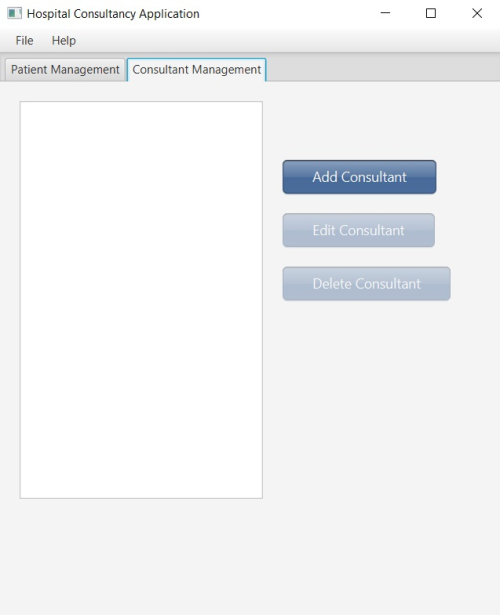 Hospital Consultancy Application
File Help
Patient Management Consultant Management
Add Consultant
Edit Consultant
Delete Consultant